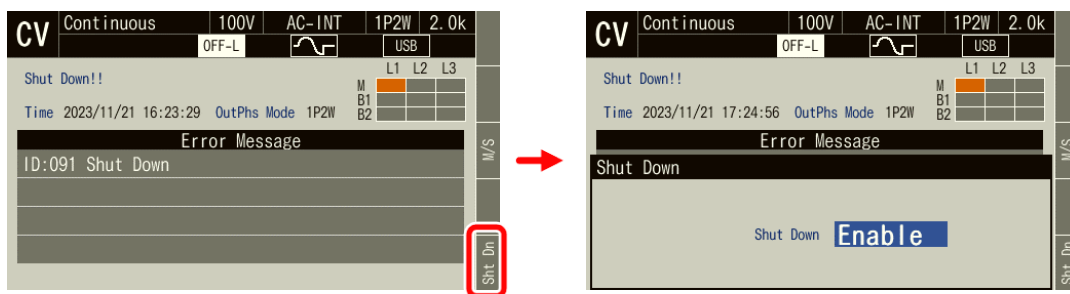 CV Continuous 100V AC-INT 1P2W 2.0k
OFF-L USB
L1 L2 L3
Shut Down!!
M
B1
B2
Time 2023/11/21 16:23:29 OutPhs Mode 1P2W
Error Message
ID:091 Shut Down
M/S
Sht Dn
CV Continuous 100V AC-INT 1P2W 2.0k
OFF-L USB
L1 L2 L3
Shut Down!!
M
B1
B2
Time 2023/11/21 17:24:56 OutPhs Mode 1P2W
Error Message
M/S
Shut Down
Shut Down Enable
Sht Dn